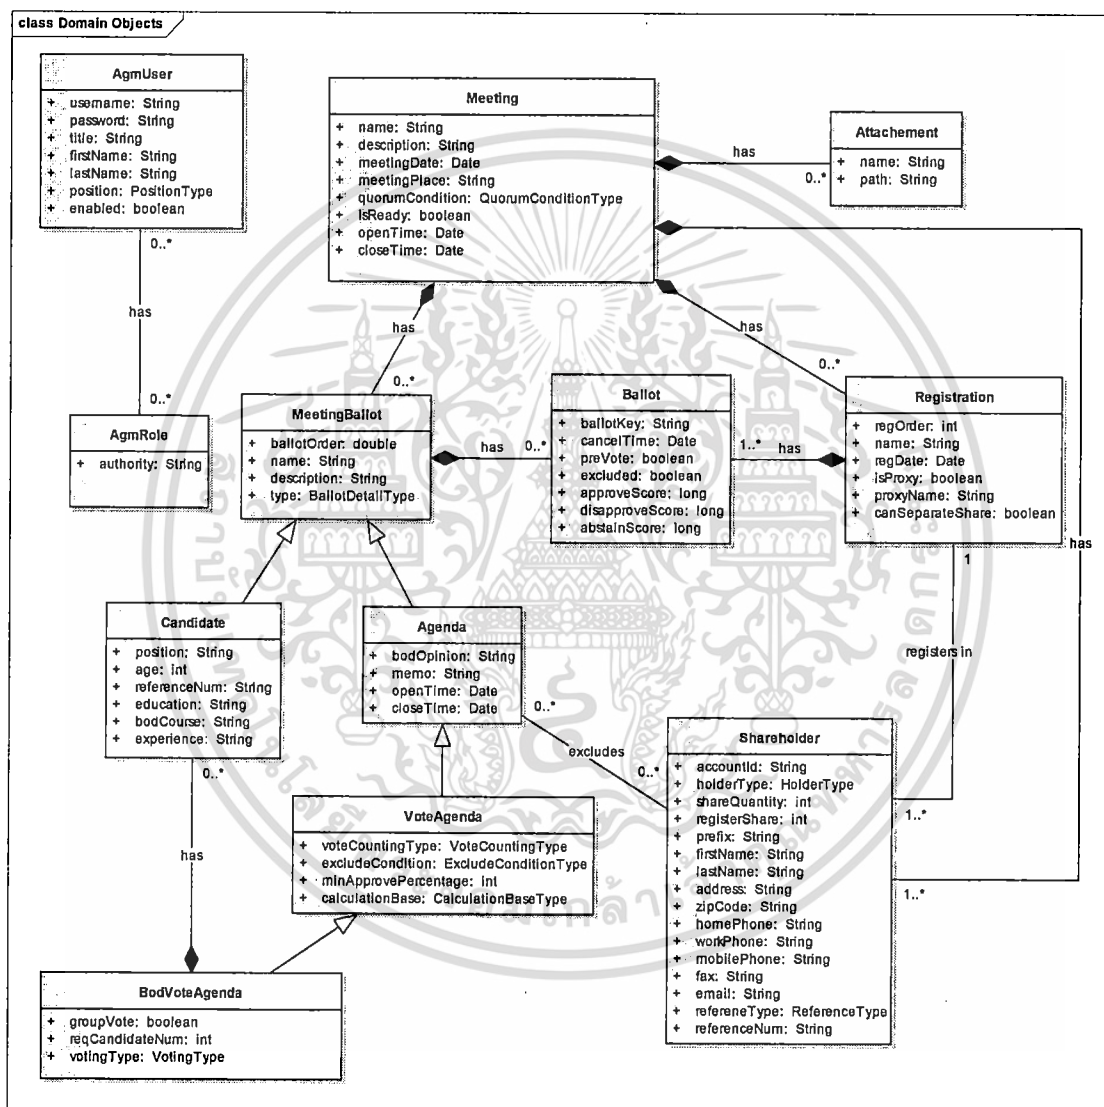 class Domain Objects
AgmUser
+ username: String
+ password: String
+ title: String
+ firstName: String
+ lastName: String
+ position: PositionType
+ enabled: boolean
0..*
has
0..*
AgmRole
+ authority: String
Meeting
+ name: String
+ description: String
+ meetingDate: Date
+ meetingPlace: String
+ quorumCondition: QuorumConditionType
+ isReady: boolean
+ openTime: Date
+ closeTime: Date
has
0..*
Attachement
+ name: String
+ path: String
has
0..*
has
0..*
MeetingBallot
+ ballotOrder: double
+ name: String
+ description: String
+ type: BallotDetailType
has
0..*
Ballot
+ ballotKey: String
+ cancelTime: Date
+ preVote: boolean
+ excluded: boolean
+ approveScore: long
+ disapproveScore: long
+ abstainScore: long
1..*
has
Registration
+ regOrder: int
+ name: String
+ regDate: Date
+ isProxy: boolean
+ proxyName: String
+ canSeparateShare: boolean
has
1
registers in
1..*
1..*
Candidate
+ position: String
+ age: int
+ referenceNum: String
+ education: String
+ bodCourse: String
+ experience: String
0..*
has
Agenda
+ bodOpinion: String
+ memo: String
+ openTime: Date
+ closeTime: Date
0..*
excludes
0..*
Shareholder
+ accountId: String
+ holderType: HolderType
+ shareQuantity: int
+ registerShare: int
+ prefix: String
+ firstName: String
+ lastName: String
+ address: String
+ zipCode: String
+ homePhone: String
+ workPhone: String
+ mobilePhone: String
+ fax: String
+ email: String
+ refereneType: ReferenceType
+ referenceNum: String
VoteAgenda
+ voteCountingType: VoteCountingType
+ excludeCondition: ExcludeConditionType
+ minApprovePercentage: int
+ calculationBase: CalculationBaseType
BodVoteAgenda
+ groupVote: boolean
+ reqCandidateNum: int
+ votingType: VotingType